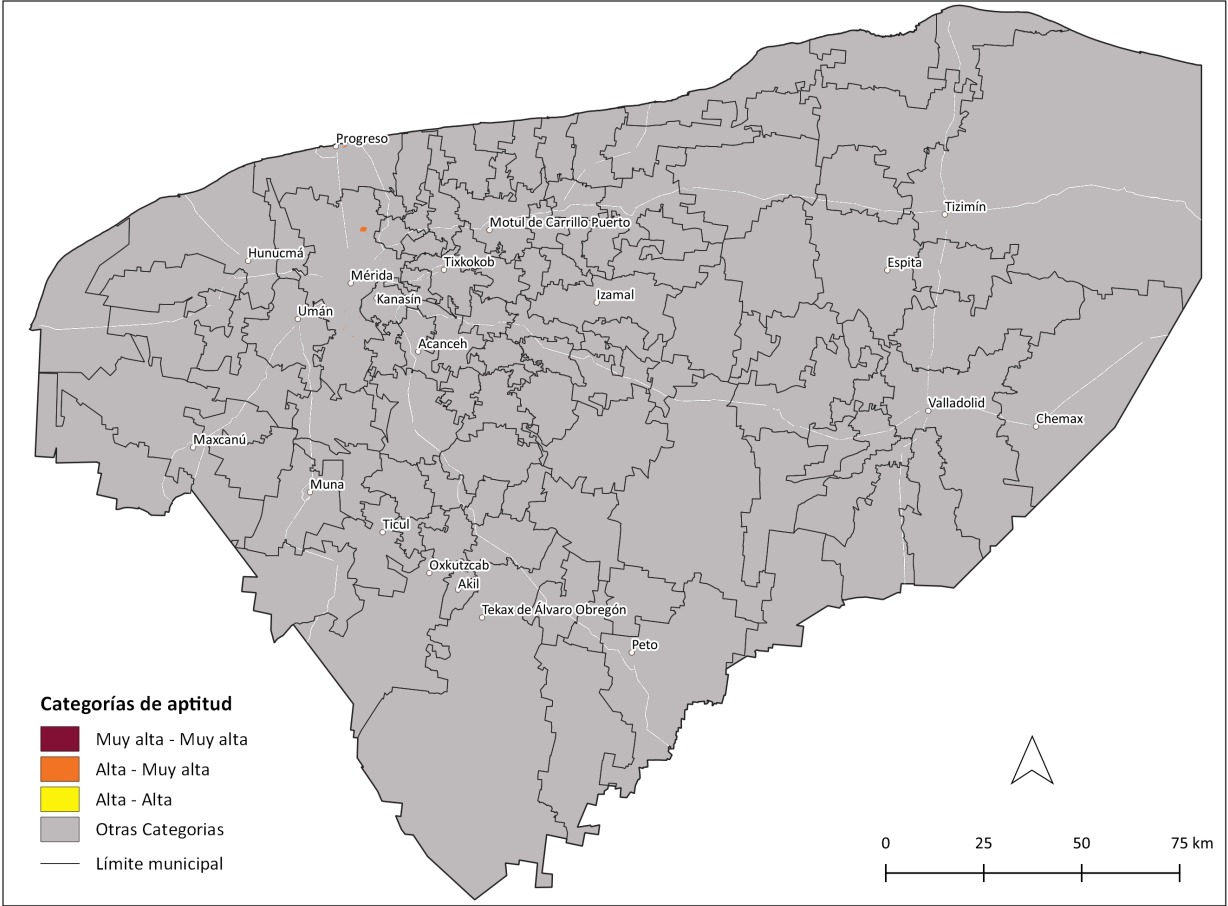 Progreso
Tizimín
Motul de Carrillo Puerto
Hunucmá
Tixkokob
Espita
Mérida
Kanasín
Izamal
Umán
Acanceh
Valladolid
Chemax
Maxcanú
Muna
Ticul
Oxkutzcab
Akil
Tekax de Álvaro Obregón
Peto
Categorías de aptitud
Muy alta - Muy alta
Alta - Muy alta
Alta - Alta
Otras Categorias
Límite municipal
0 25 50 75 km